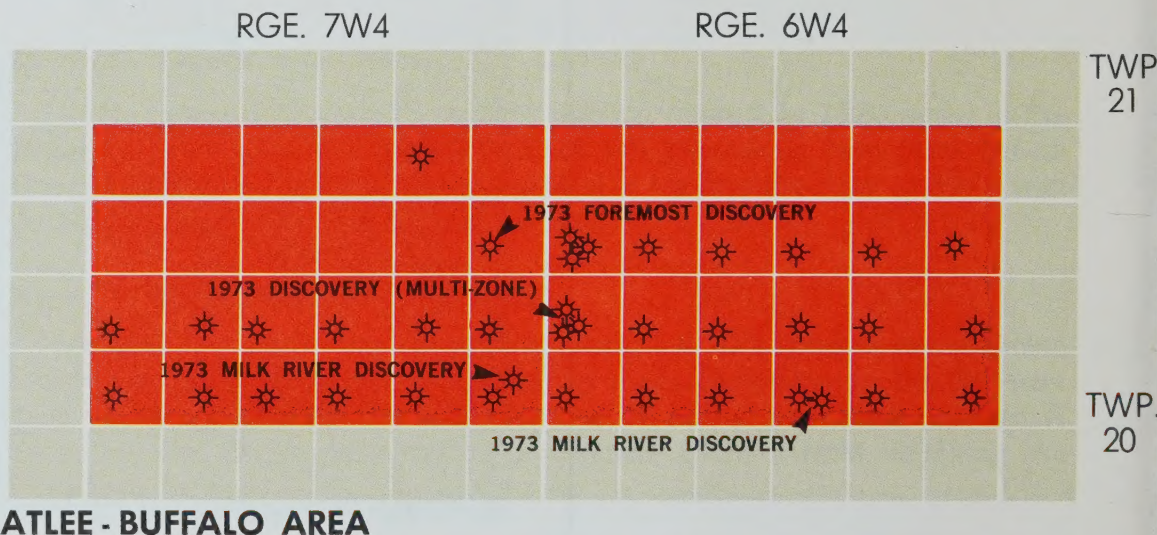 RGE. 7W4
RGE. 6W4
TWP
21
1973 FOREMOST DISCOVERY
1973 DISCOVERY (MULTI-ZONE)
1973 MILK RIVER DISCOVERY
TWP.
20
1973 MILK RIVER DISCOVERY
ATLEE - BUFFALO AREA